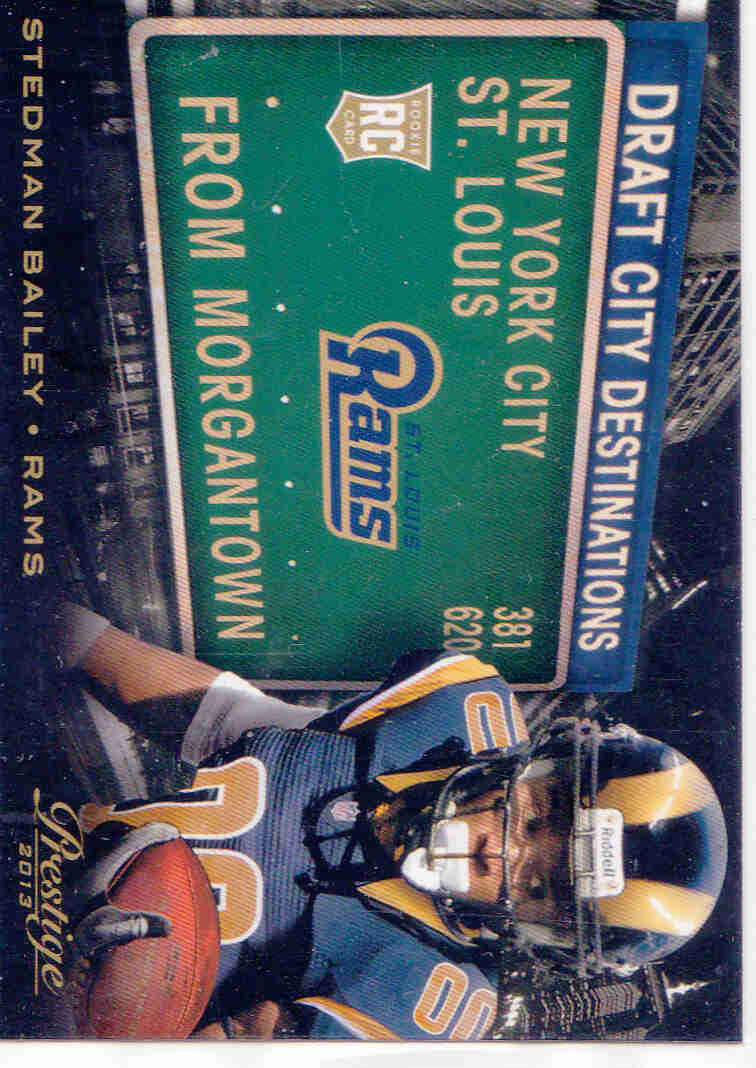 DRAFT CITY DESTINATIONS
NEW YORK CITY 381
ST. LOUIS 620
ROOKIE
RC
CARD
ST. LOUIS
Rams
FROM MORGANTOWN
Riddell
STEDMAN BAILEY • RAMS
Prestige
2013